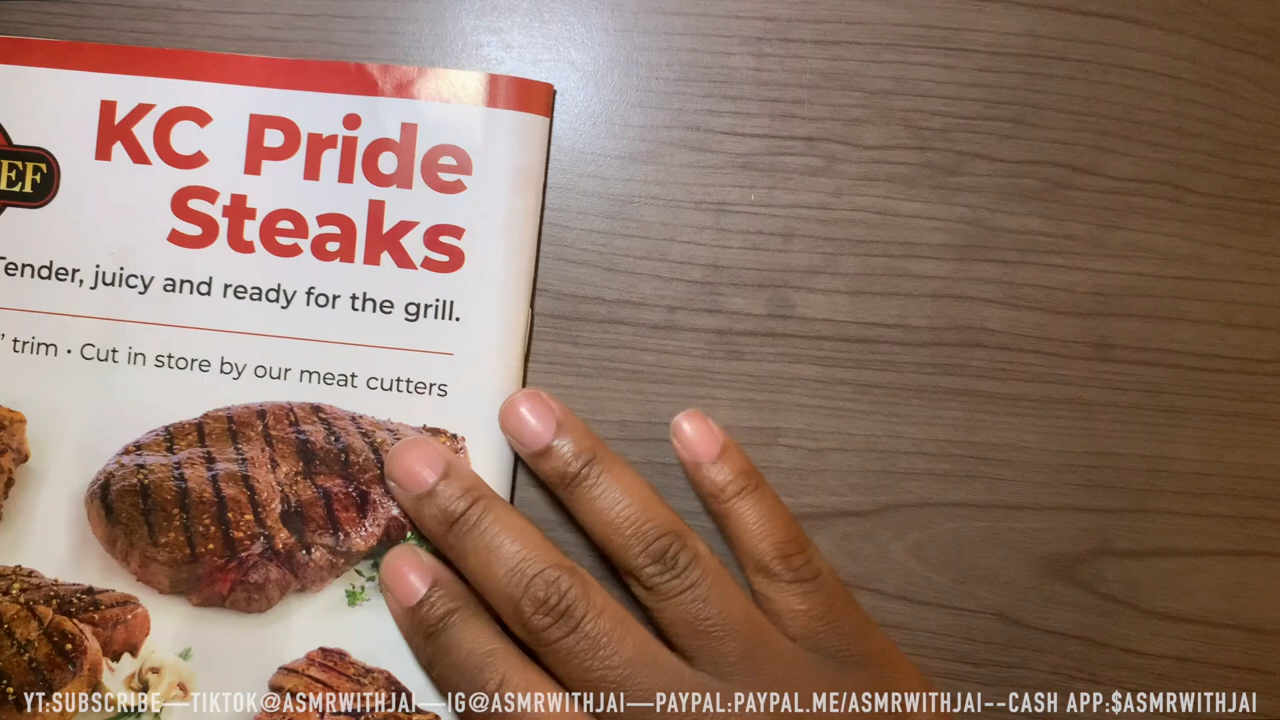 KC Pride
Steaks
EF
Tender, juicy and ready for the grill.
" trim • Cut in store by our meat cutters
YT:SUBSCRIBE—TIKTOK@ASMRWITHJAI—IG@ASMRWITHJAI—PAYPAL:PAYPAL.ME/ASMRWITHJAI--CASH APP:$ASMRWITHJAI